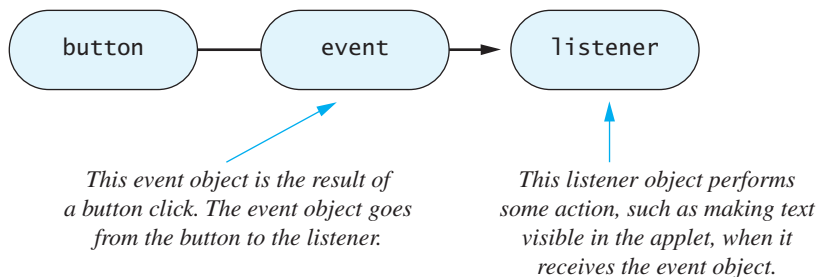 button
event
listener
This event object is the result of
a button click. The event object goes
from the button to the listener.
This listener object performs
some action, such as making text
visible in the applet, when it
receives the event object.